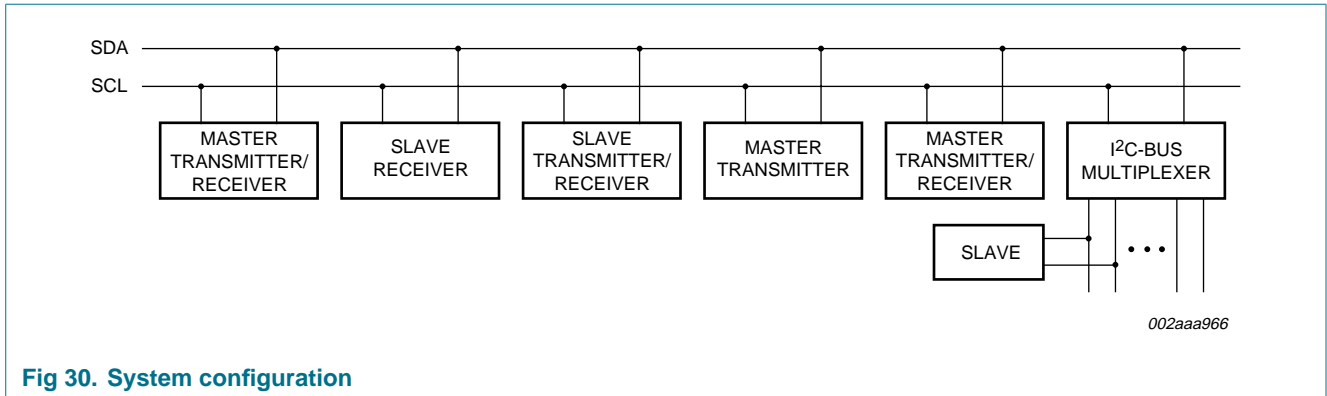 SDA
SCL
MASTER
TRANSMITTER/
RECEIVER
SLAVE
RECEIVER
SLAVE
TRANSMITTER/
RECEIVER
MASTER
TRANSMITTER
MASTER
TRANSMITTER/
RECEIVER
I²C-BUS
MULTIPLEXER
SLAVE
002aaa966
Fig 30. System configuration